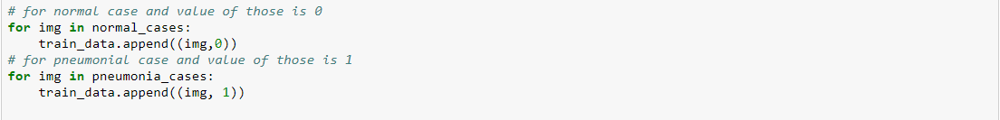 # for normal case and value of those is 0
for img in normal_cases:
    train_data.append((img,0))
# for pneumonial case and value of those is 1
for img in pneumonia_cases:
    train_data.append((img, 1))